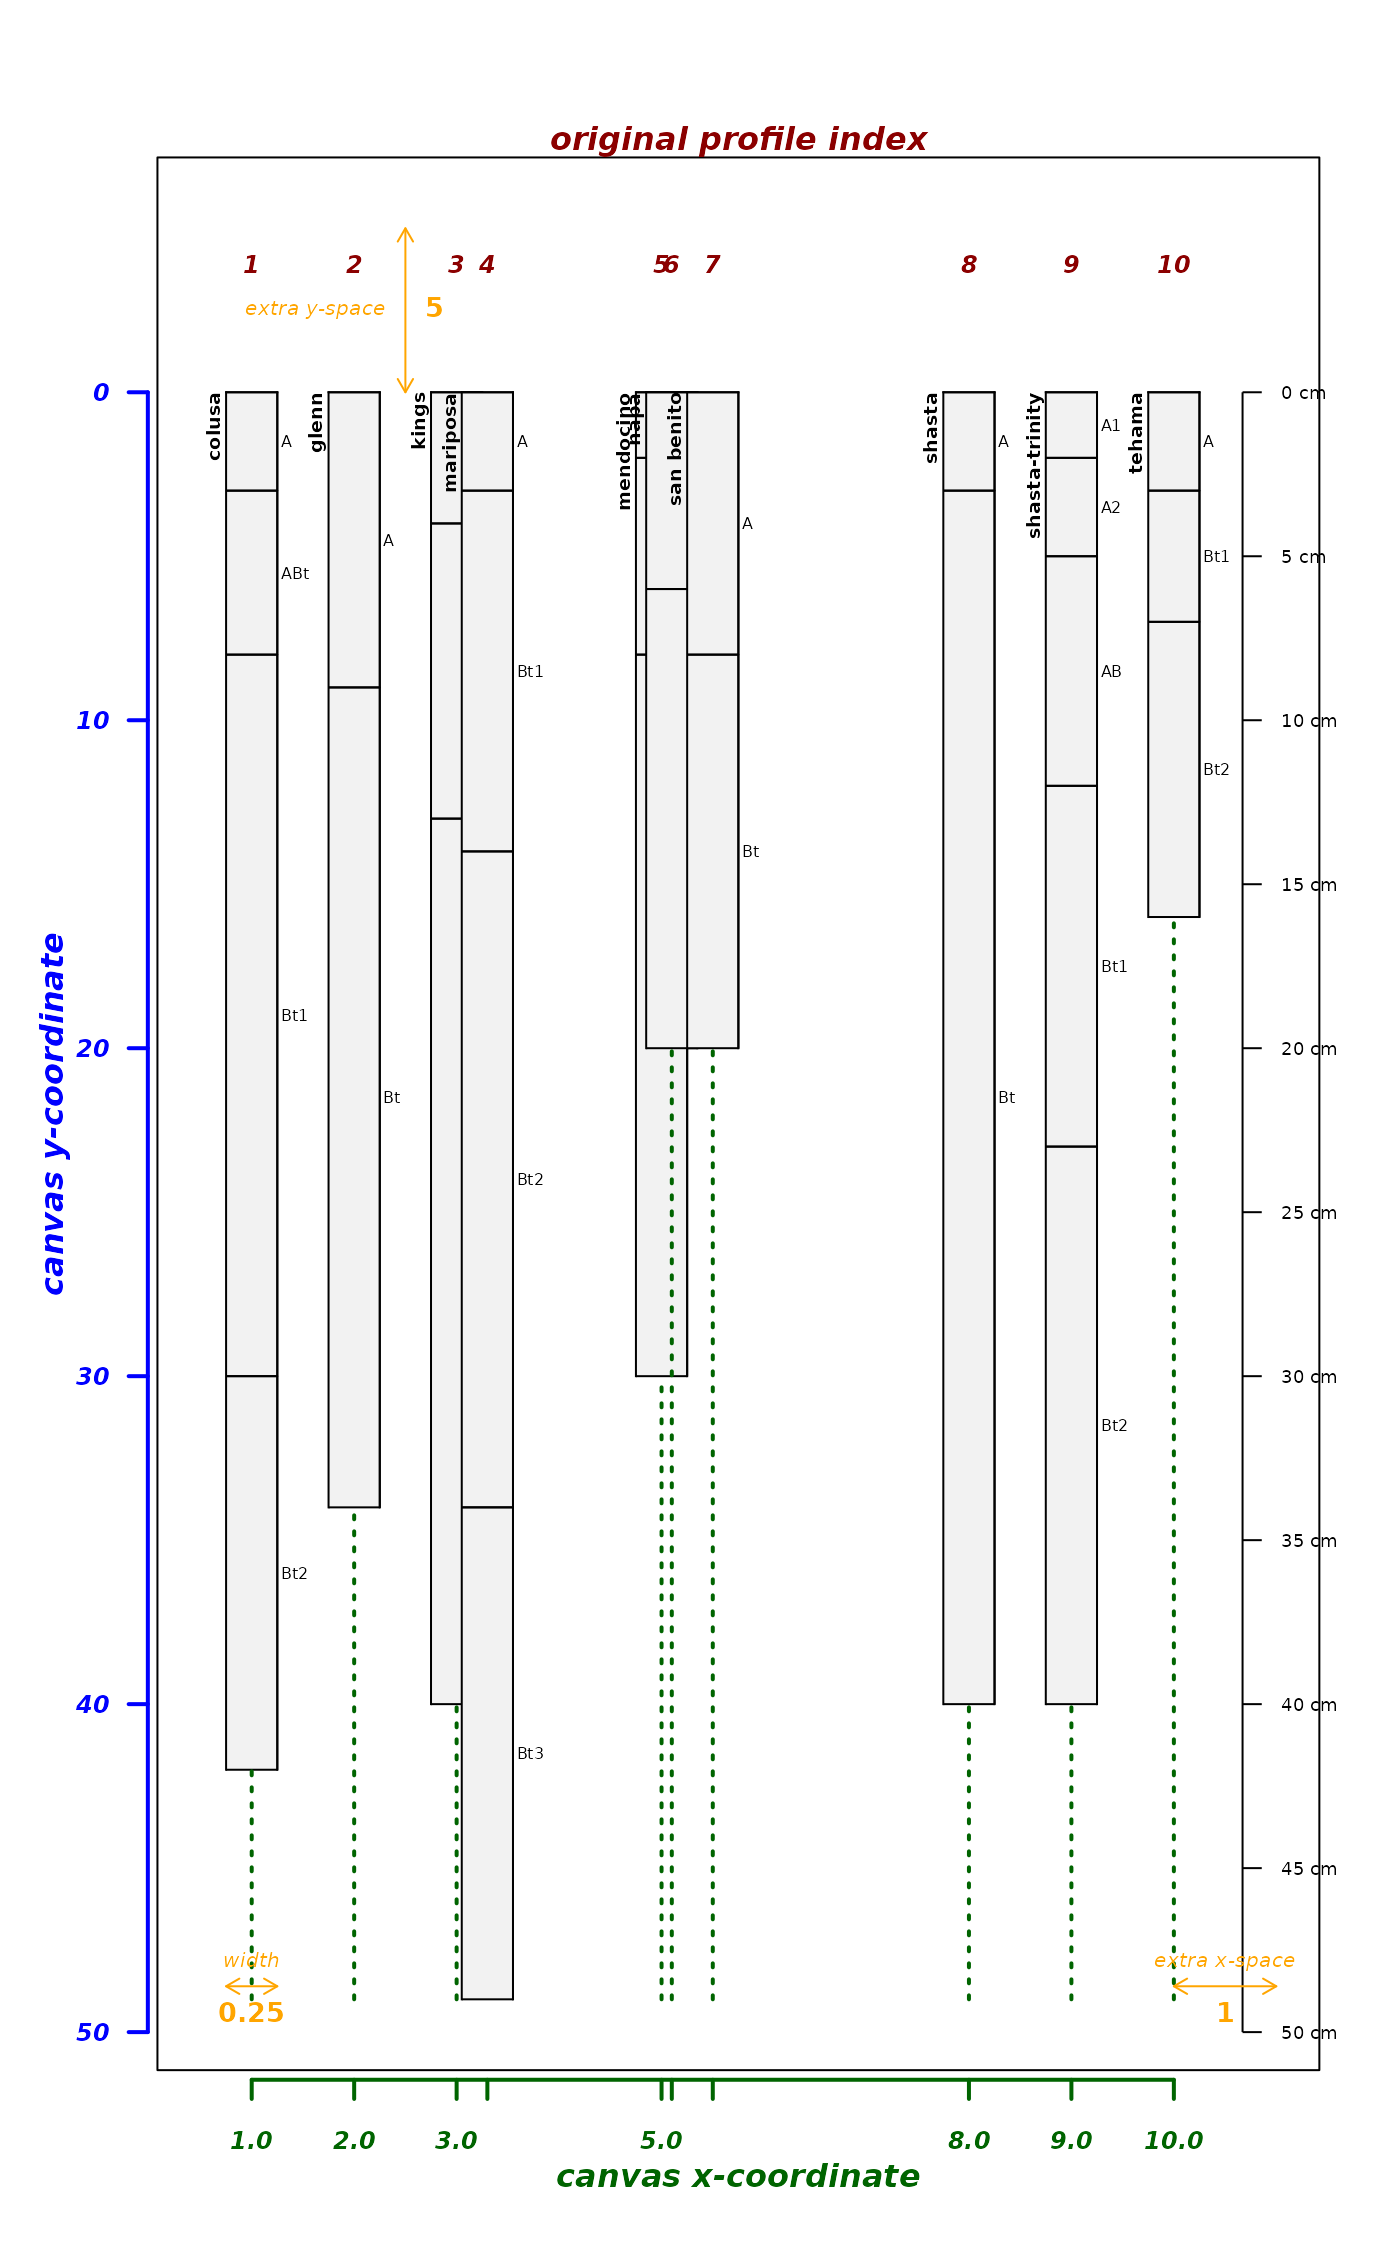 original profile index
1 2 3 4 5 6 7 8 9 10
extra y-space 5
0
10
20
30
40
50
canvas y-coordinate
colusa
A
ABt
Bt1
Bt2
glenn
A
Bt
kings
mariposa
A
Bt1
Bt2
Bt3
mendocino
napa
san benito
A
Bt
shasta
A
Bt
shasta-trinity
A1
A2
AB
Bt1
Bt2
tehama
A
Bt1
Bt2
0 cm
5 cm
10 cm
15 cm
20 cm
25 cm
30 cm
35 cm
40 cm
45 cm
50 cm
width
0.25
extra x-space
1
1.0 2.0 3.0 5.0 8.0 9.0 10.0
canvas x-coordinate